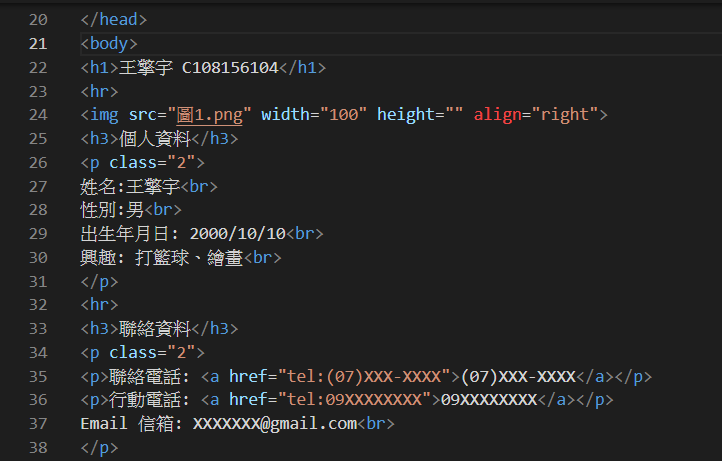 20 </head>
21 <body>
22 <h1>王擎宇 C108156104</h1>
23 <hr>
24 <img src="圖1.png" width="100" height="" align="right">
25 <h3>個人資料</h3>
26 <p class="2">
27 姓名:王擎宇<br>
28 性別:男<br>
29 出生年月日: 2000/10/10<br>
30 興趣: 打籃球、繪畫<br>
31 </p>
32 <hr>
33 <h3>聯絡資料</h3>
34 <p class="2">
35 <p>聯絡電話: <a href="tel:(07)XXX-XXXX">(07)XXX-XXXX</a></p>
36 <p>行動電話: <a href="tel:09XXXXXXXX">09XXXXXXXX</a></p>
37 Email 信箱: XXXXXXX@gmail.com<br>
38 </p>